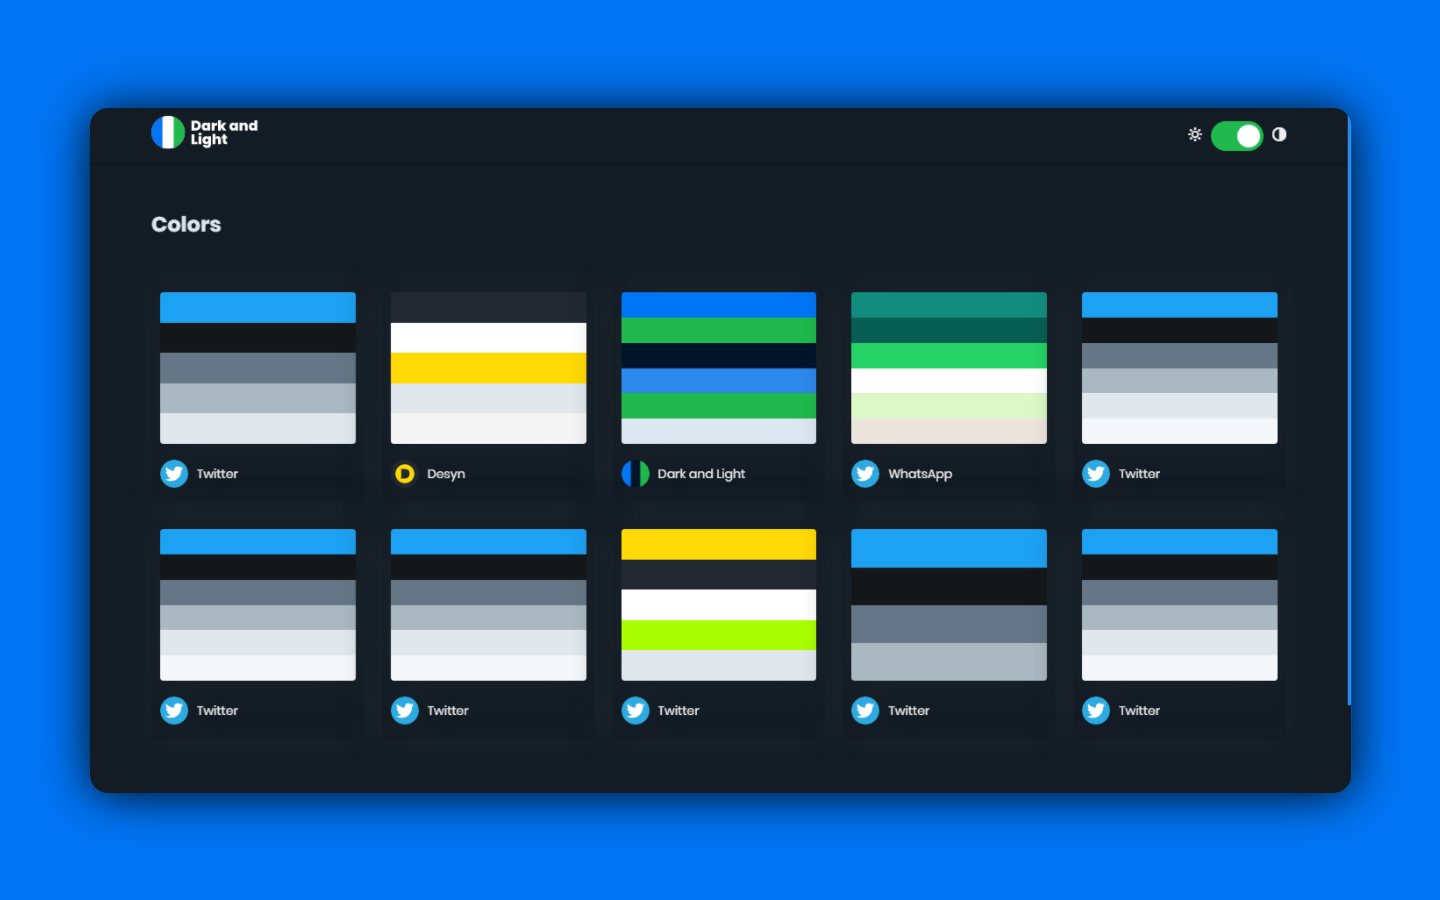 Dark and
Light
Colors
Twitter
Desyn
Dark and Light
WhatsApp
Twitter
Twitter
Twitter
Twitter
Twitter
Twitter